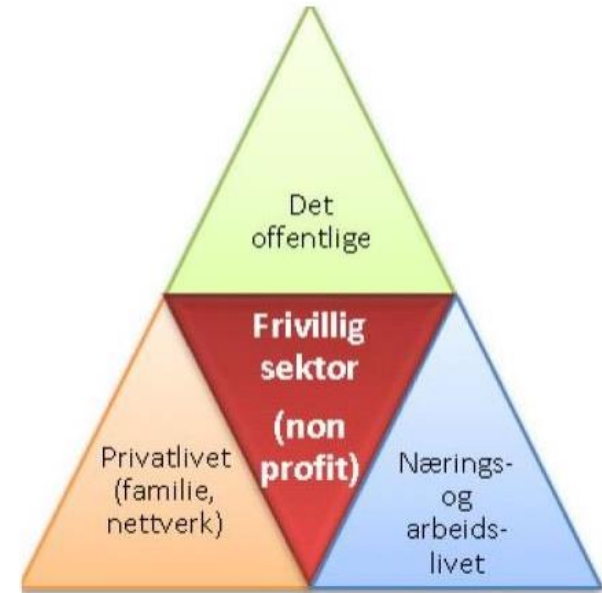 Det
offentlige
Frivillig
sektor
(non
profit)
Privatlivet
(familie,
nettverk)
Nærings-
og
arbeids-
livet